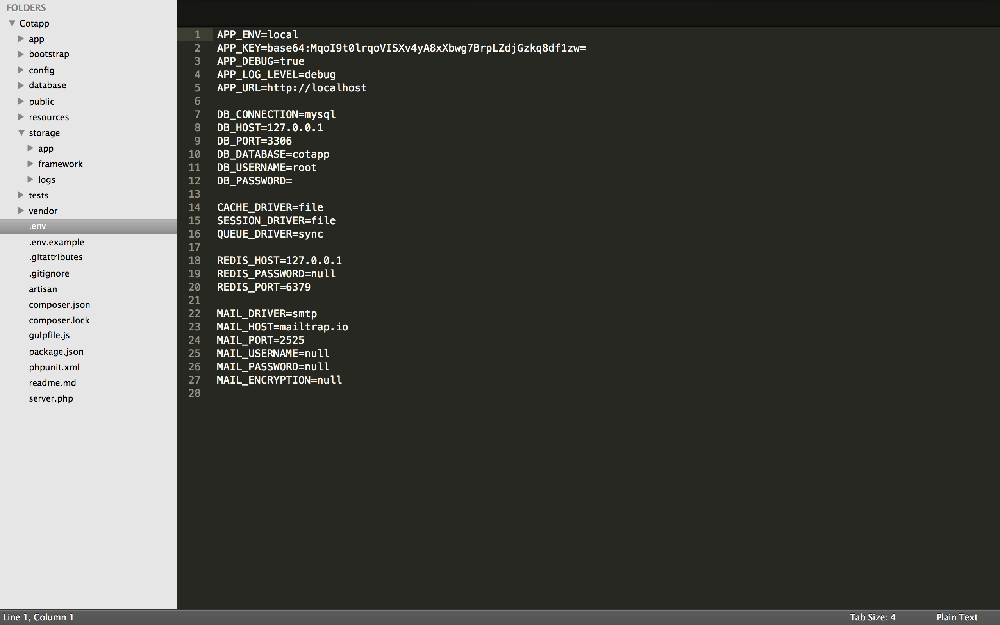 FOLDERS
Cotapp
app
bootstrap
config
database
public
resources
storage
app
framework
logs
tests
vendor
.env
.env.example
.gitattributes
.gitignore
artisan
composer.json
composer.lock
gulpfile.js
package.json
phpunit.xml
readme.md
server.php
1 APP_ENV=local
2 APP_KEY=base64:MqoI9t0lrqoVISXv4yA8xXbwg7BrpLZdjGzkq8df1zw=
3 APP_DEBUG=true
4 APP_LOG_LEVEL=debug
5 APP_URL=http://localhost
6
7 DB_CONNECTION=mysql
8 DB_HOST=127.0.0.1
9 DB_PORT=3306
10 DB_DATABASE=cotapp
11 DB_USERNAME=root
12 DB_PASSWORD=
13
14 CACHE_DRIVER=file
15 SESSION_DRIVER=file
16 QUEUE_DRIVER=sync
17
18 REDIS_HOST=127.0.0.1
19 REDIS_PASSWORD=null
20 REDIS_PORT=6379
21
22 MAIL_DRIVER=smtp
23 MAIL_HOST=mailtrap.io
24 MAIL_PORT=2525
25 MAIL_USERNAME=null
26 MAIL_PASSWORD=null
27 MAIL_ENCRYPTION=null
28
Line 1, Column 1
Tab Size: 4
Plain Text